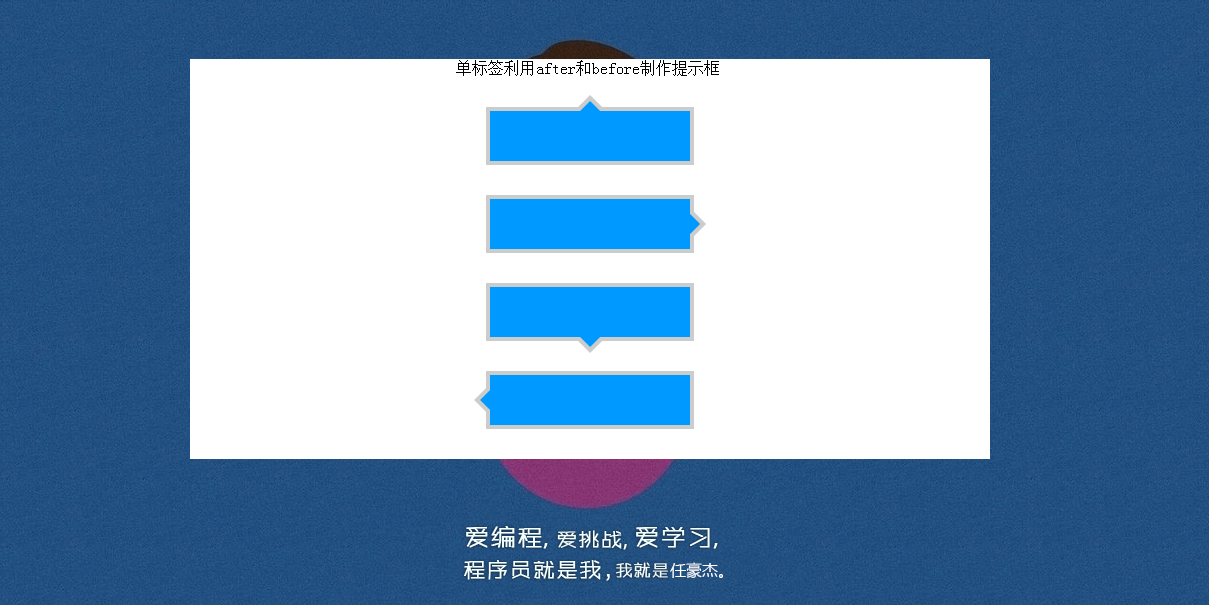 单标签利用after和before制作提示框
爱编程, 爱挑战, 爱学习,
程序员就是我, 我就是任豪杰。